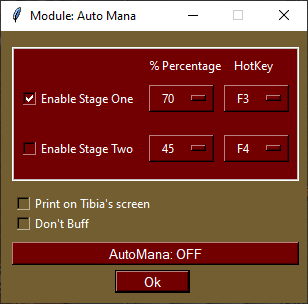 Module: Auto Mana
% Percentage HotKey
Enable Stage One 70 F3
Enable Stage Two 45 F4
Print on Tibia's screen
Don't Buff
AutoMana: OFF
Ok